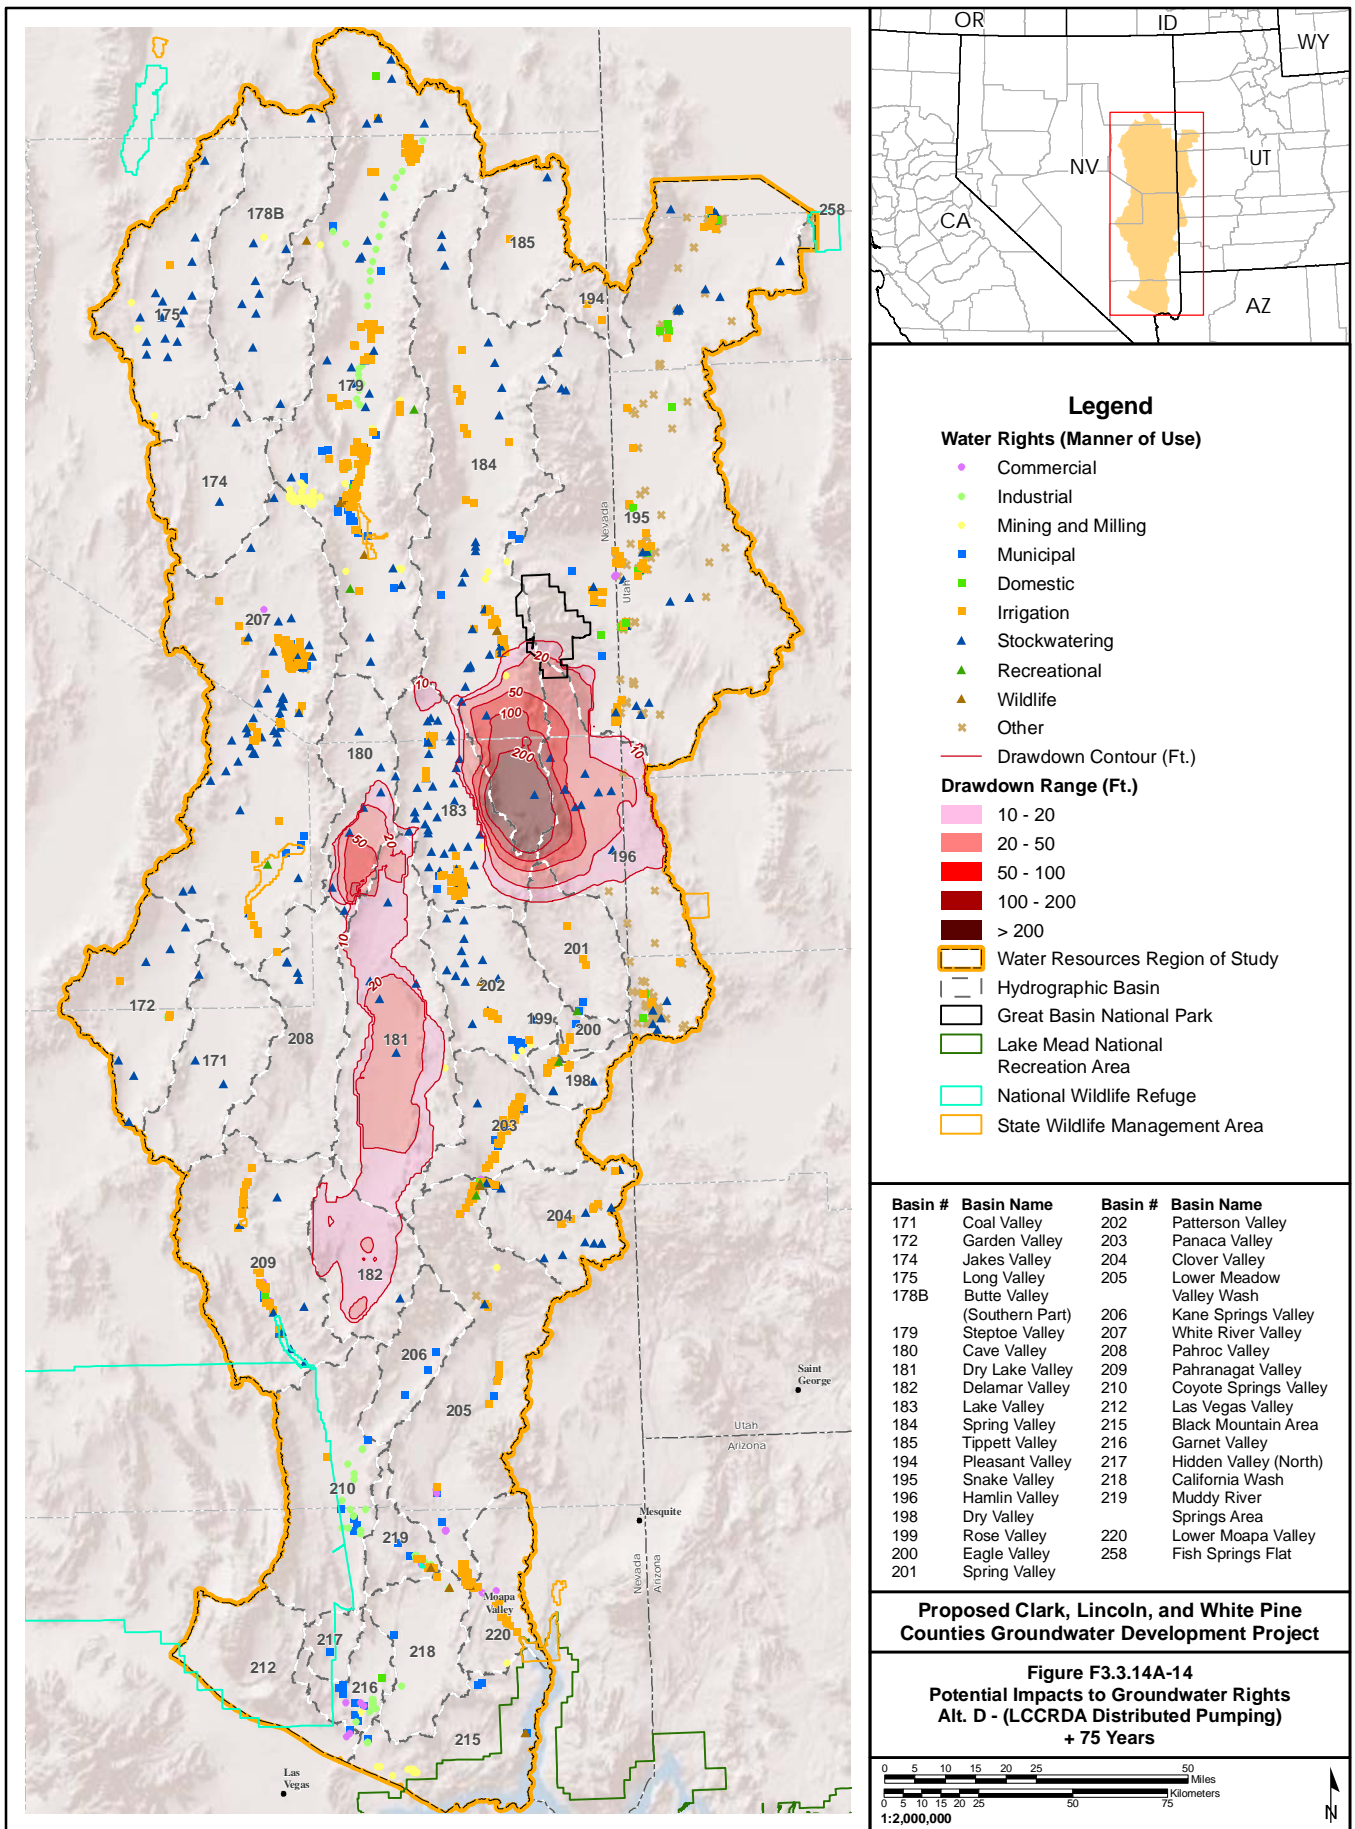 OR
ID
WY
NV
UT
CA
AZ
Legend
Water Rights (Manner of Use)
Commercial
Industrial
Mining and Milling
Municipal
Domestic
Irrigation
Stockwatering
Recreational
Wildlife
Other
Drawdown Contour (Ft.)
Drawdown Range (Ft.)
10 - 20
20 - 50
50 - 100
100 - 200
> 200
Water Resources Region of Study
Hydrographic Basin
Great Basin National Park
Lake Mead National
Recreation Area
National Wildlife Refuge
State Wildlife Management Area
Basin # Basin Name Basin # Basin Name
171 Coal Valley 202 Patterson Valley
172 Garden Valley 203 Panaca Valley
174 Jakes Valley 204 Clover Valley
175 Long Valley 205 Lower Meadow
178B Butte Valley Valley Wash
(Southern Part) 206 Kane Springs Valley
179 Steptoe Valley 207 White River Valley
180 Cave Valley 208 Pahroc Valley
181 Dry Lake Valley 209 Pahranagat Valley
182 Delamar Valley 210 Coyote Springs Valley
183 Lake Valley 212 Las Vegas Valley
184 Spring Valley 215 Black Mountain Area
185 Tippett Valley 216 Garnet Valley
194 Pleasant Valley 217 Hidden Valley (North)
195 Snake Valley 218 California Wash
196 Hamlin Valley 219 Muddy River
198 Dry Valley Springs Area
199 Rose Valley 220 Lower Moapa Valley
200 Eagle Valley 258 Fish Springs Flat
201 Spring Valley
Proposed Clark, Lincoln, and White Pine
Counties Groundwater Development Project
Figure F3.3.14A-14
Potential Impacts to Groundwater Rights
Alt. D - (LCCRDA Distributed Pumping)
+ 75 Years
0 5 10 15 20 25 50
Miles
0 5 10 15 20 25 50 75
Kilometers
1:2,000,000
N
258
178B
185
194
175
179
174
184
195
Nevada
Utah
207
20
10
50
100
200
10
180
183
50
20
196
10
201
20
202
172
199
200
208
181
171
198
203
204
209
182
206
205
Saint
George
Utah
Arizona
210
Mesquite
219
Nevada
Arizona
Moapa
Valley
220
217
218
212
216
215
Las
Vegas